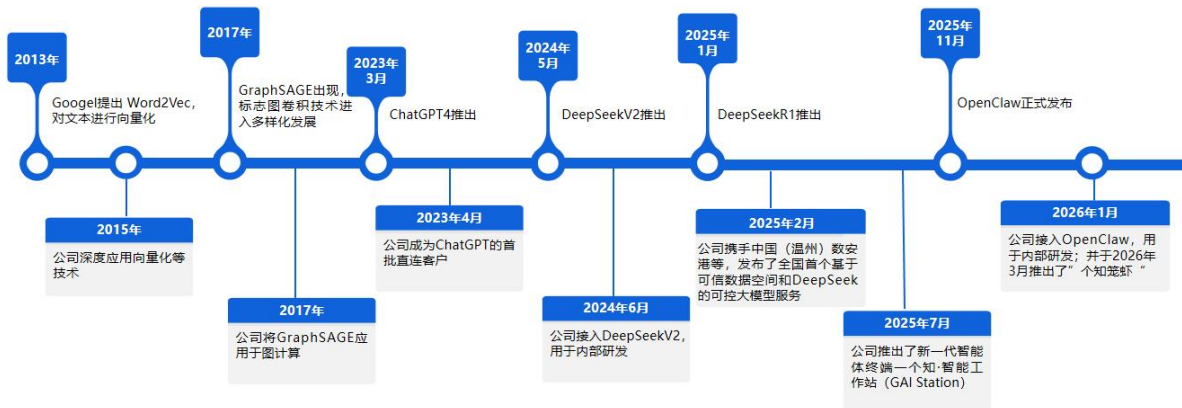 2013年
Googel提出 Word2Vec，
对文本进行向量化
2015年
公司深度应用向量化等
技术
2017年
GraphSAGE出现，
标志图卷积技术进
入多样化发展
2017年
公司将GraphSAGE应
用于图计算
2023年
3月
ChatGPT4推出
2023年4月
公司成为ChatGPT的首
批直连客户
2024年
5月
DeepSeekV2推出
2024年6月
公司接入DeepSeekV2，
用于内部研发
2025年
1月
DeepSeekR1推出
2025年2月
公司携手中国（温州）数安
港等，发布了全国首个基于
可信数据空间和DeepSeek
的可控大模型服务
2025年7月
公司推出了新一代智能
体终端一个知·智能工
作站（GAI Station）
2025年
11月
OpenClaw正式发布
2026年1月
公司接入OpenClaw，用
于内部研发；并于2026年
3月推出了”个知笼虾“